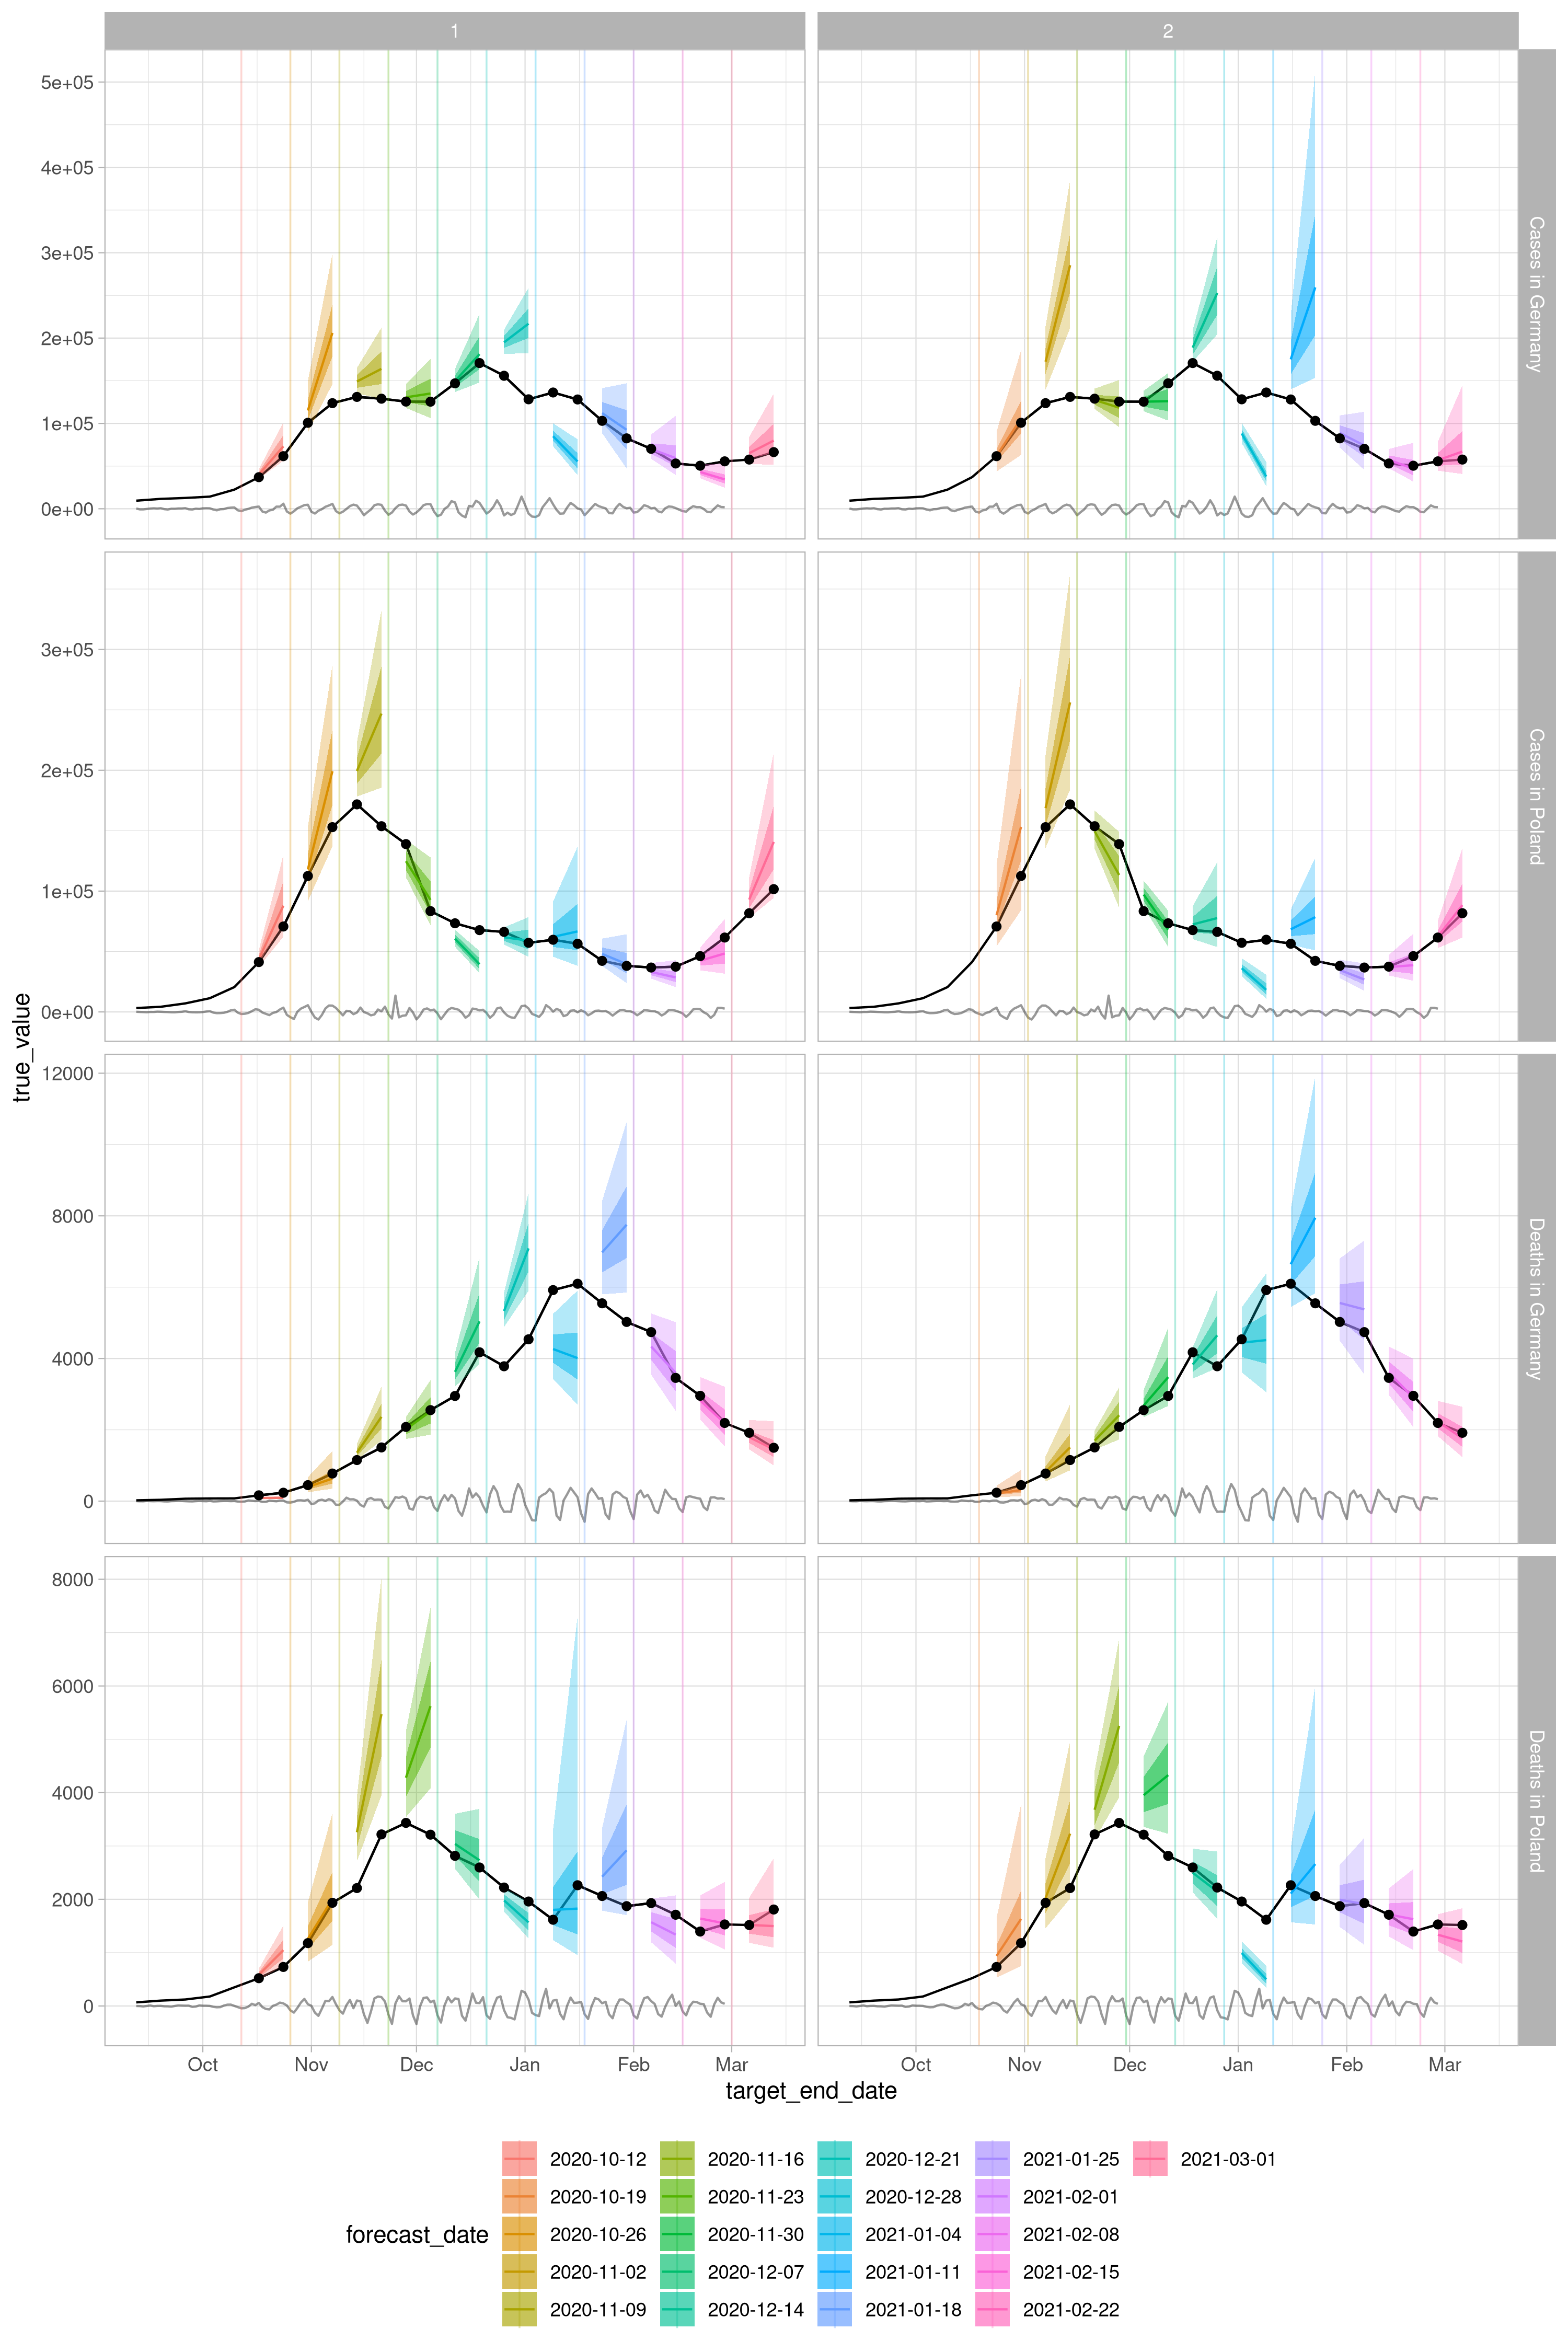 1
2
5e+05
4e+05
3e+05
2e+05
1e+05
0e+00
Cases in Germany
3e+05
2e+05
1e+05
0e+00
Cases in Poland
true_value
12000
8000
4000
0
Deaths in Germany
8000
6000
4000
2000
0
Deaths in Poland
Oct Nov Dec Jan Feb Mar
Oct Nov Dec Jan Feb Mar
target_end_date
forecast_date
2020-10-12 2020-11-16 2020-12-21 2021-01-25 2021-03-01
2020-10-19 2020-11-23 2020-12-28 2021-02-01
2020-10-26 2020-11-30 2021-01-04 2021-02-08
2020-11-02 2020-12-07 2021-01-11 2021-02-15
2020-11-09 2020-12-14 2021-01-18 2021-02-22